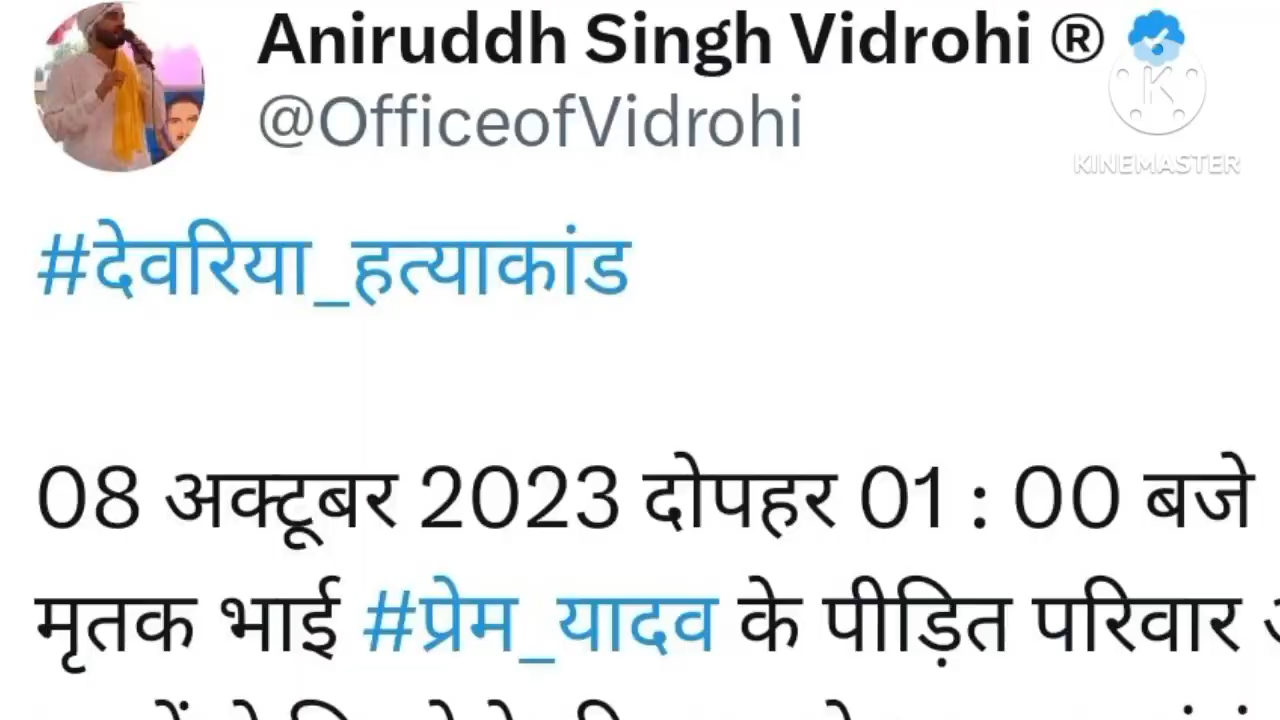 Aniruddh Singh Vidrohi ®
@OfficeofVidrohi
K
KINEMASTER
#देवरिया_हत्याकांड
08 अक्टूबर 2023 दोपहर 01 : 00 बजे
मृतक भाई #प्रेम_यादव के पीड़ित परिवार